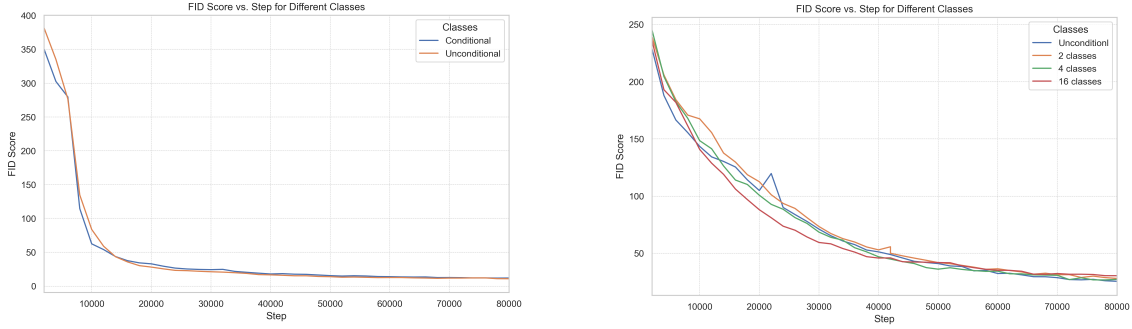 FID Score vs. Step for Different Classes
FID Score
400
350
300
250
200
150
100
50
0
Classes
Conditional
Unconditional
10000 20000 30000 40000 50000 60000 70000 80000
Step
FID Score vs. Step for Different Classes
FID Score
250
200
150
100
50
Classes
Unconditionl
2 classes
4 classes
16 classes
10000 20000 30000 40000 50000 60000 70000 80000
Step